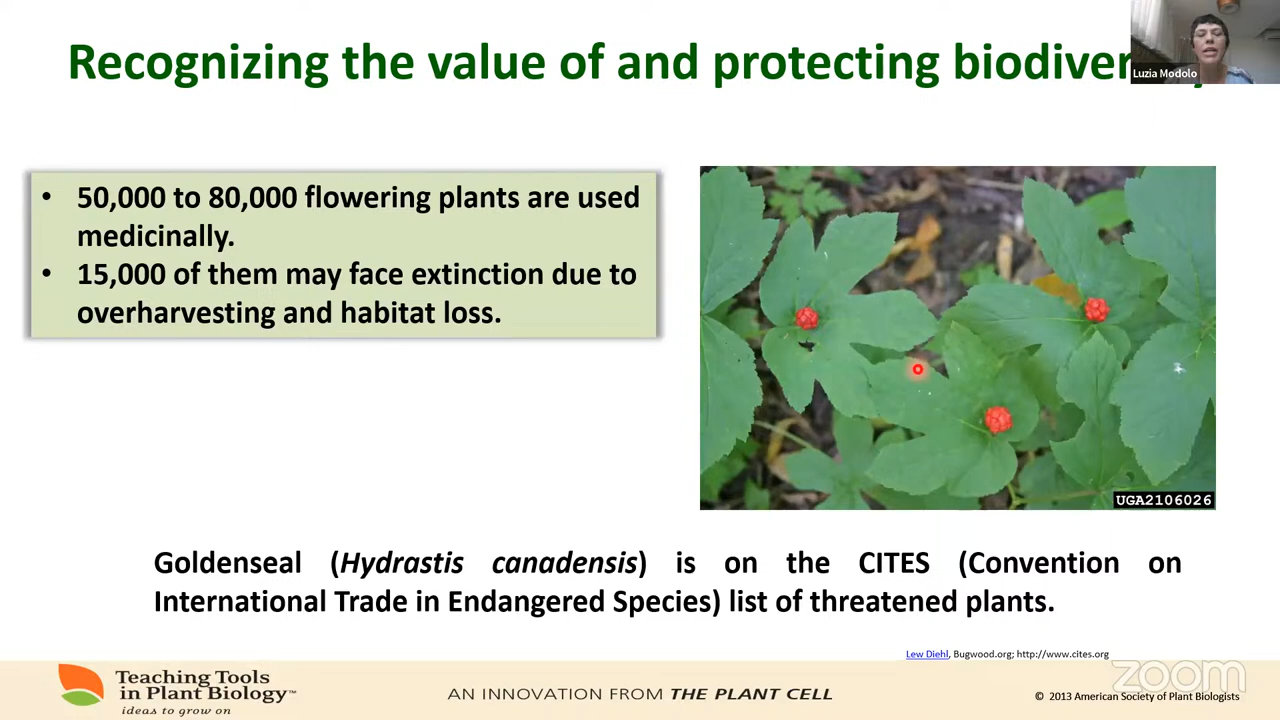 Recognizing the value of and protecting
Luzia Modolo
• 50,000 to 80,000 flowering plants are used
medicinally.
• 15,000 of them may face extinction due to
overharvesting and habitat loss.
UGA2106026
Goldenseal (Hydrastis canadensis) is on the CITES (Convention on
International Trade in Endangered Species) list of threatened plants.
Lew Diehl, Bugwood.org; http://www.cites.org
zoom
Teaching Tools
in Plant Biology™
ideas to grow on
AN INNOVATION FROM THE PLANT CELL
© 2013 American Society of Plant Biologists